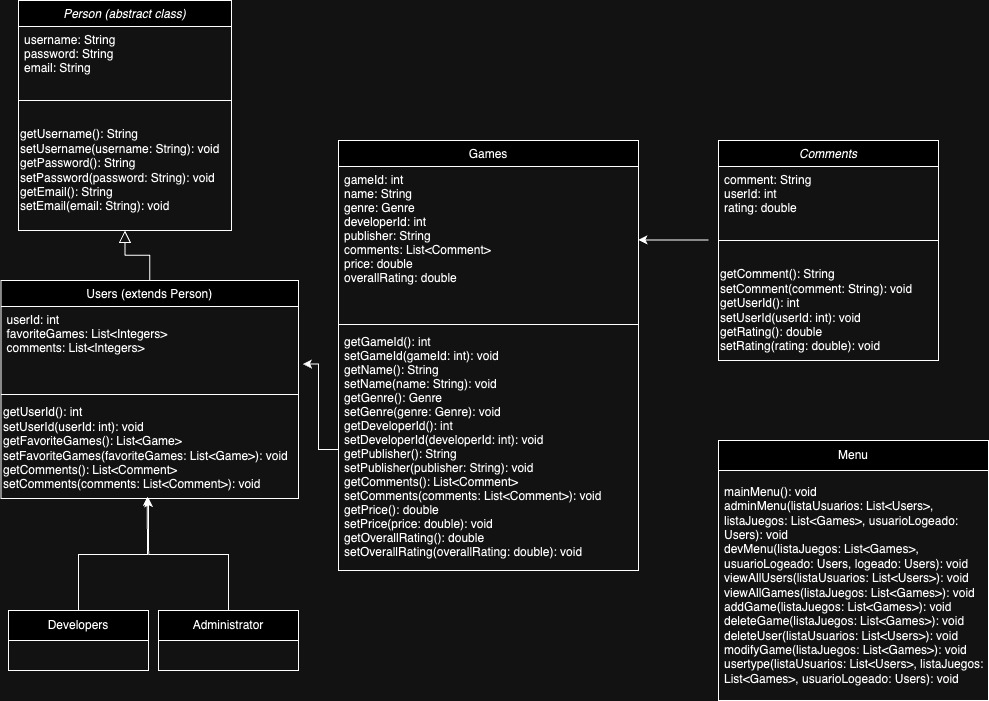 Person (abstract class)
username: String
password: String
email: String
getUsername(): String
setUsername(username: String): void
getPassword(): String
setPassword(password: String): void
getEmail(): String
setEmail(email: String): void
Users (extends Person)
userId: int
favoriteGames: List<Integers>
comments: List<Integers>
getUserId(): int
setUserId(userId: int): void
getFavoriteGames(): List<Game>
setFavoriteGames(favoriteGames: List<Game>): void
getComments(): List<Comment>
setComments(comments: List<Comment>): void
Developers
Administrator
Games
gameId: int
name: String
genre: Genre
developerId: int
publisher: String
comments: List<Comment>
price: double
overallRating: double
getGameId(): int
setGameId(gameId: int): void
getName(): String
setName(name: String): void
getGenre(): Genre
setGenre(genre: Genre): void
getDeveloperId(): int
setDeveloperId(developerId: int): void
getPublisher(): String
setPublisher(publisher: String): void
getComments(): List<Comment>
setComments(comments: List<Comment>): void
getPrice(): double
setPrice(price: double): void
getOverallRating(): double
setOverallRating(overallRating: double): void
Comments
comment: String
userId: int
rating: double
getComment(): String
setComment(comment: String): void
getUserId(): int
setUserId(userId: int): void
getRating(): double
setRating(rating: double): void
Menu
mainMenu(): void
adminMenu(listaUsuarios: List<Users>,
listaJuegos: List<Games>, usuarioLogeado:
Users): void
devMenu(listaJuegos: List<Games>,
usuarioLogeado: Users, logeado: Users): void
viewAllUsers(listaUsuarios: List<Users>): void
viewAllGames(listaJuegos: List<Games>): void
addGame(listaJuegos: List<Games>): void
deleteGame(listaJuegos: List<Games>): void
deleteUser(listaUsuarios: List<Users>): void
modifyGame(listaJuegos: List<Games>): void
usertype(listaUsuarios: List<Users>, listaJuegos:
List<Games>, usuarioLogeado: Users): void